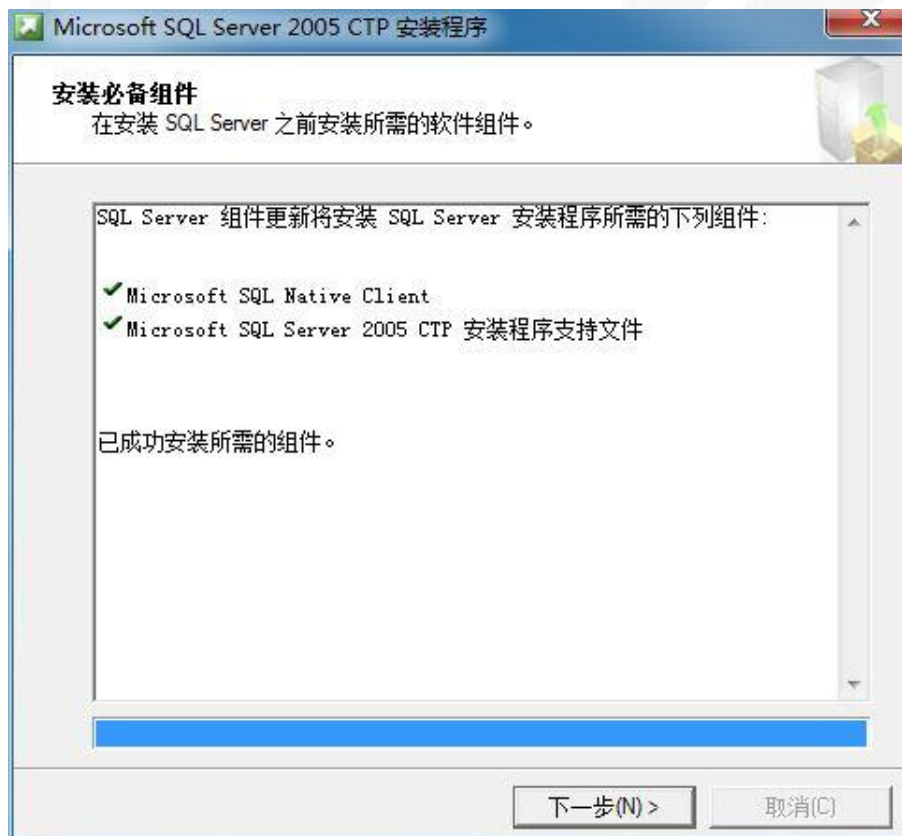 Microsoft SQL Server 2005 CTP 安装程序
安装必备组件
在安装 SQL Server 之前安装所需的软件组件。
SQL Server 组件更新将安装 SQL Server 安装程序所需的下列组件:
Microsoft SQL Native Client
Microsoft SQL Server 2005 CTP 安装程序支持文件
已成功安装所需的组件。
下一步(N) >
取消(C)